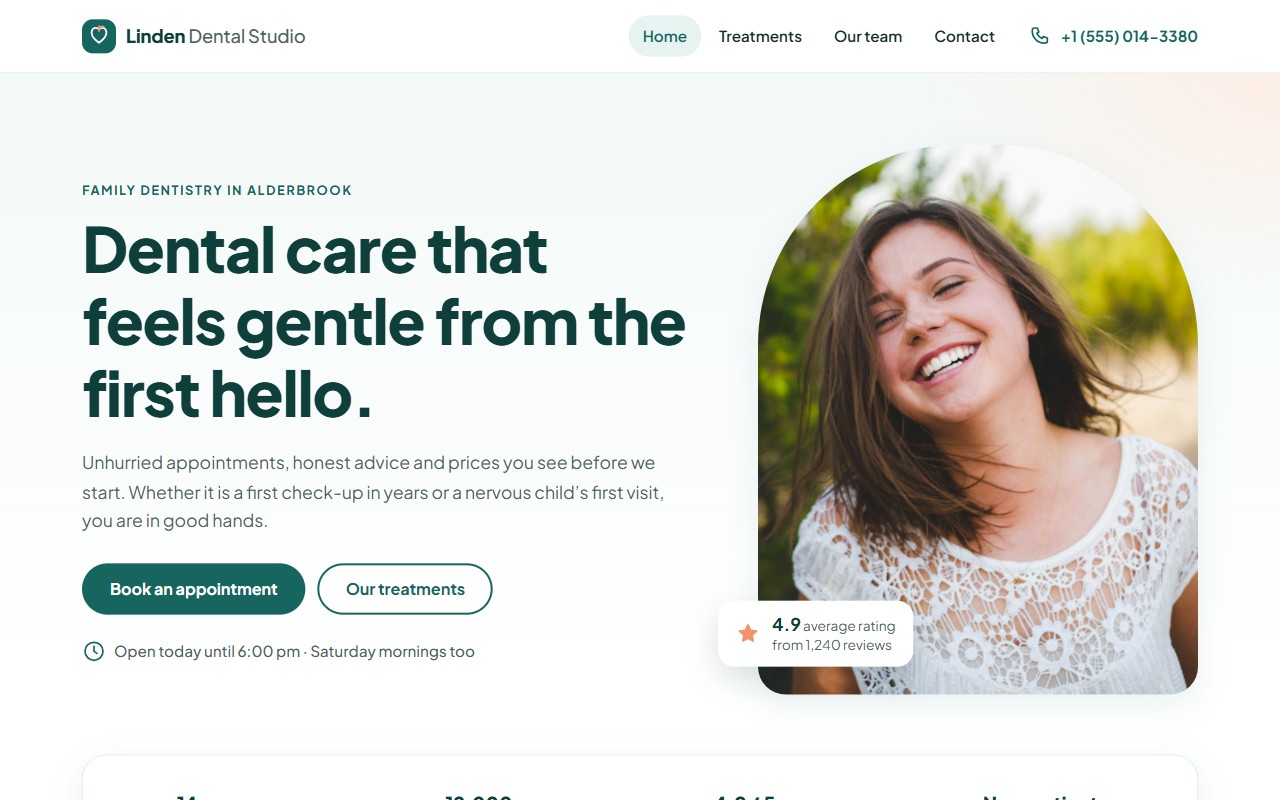 Linden Dental Studio
Home
Treatments
Our team
Contact
+1 (555) 014–3380
FAMILY DENTISTRY IN ALDERBROOK
Dental care that
feels gentle from the
first hello.
Unhurried appointments, honest advice and prices you see before we
start. Whether it is a first check-up in years or a nervous child’s first visit,
you are in good hands.
Book an appointment
Our treatments
Open today until 6:00 pm · Saturday mornings too
4.9 average rating
from 1,240 reviews